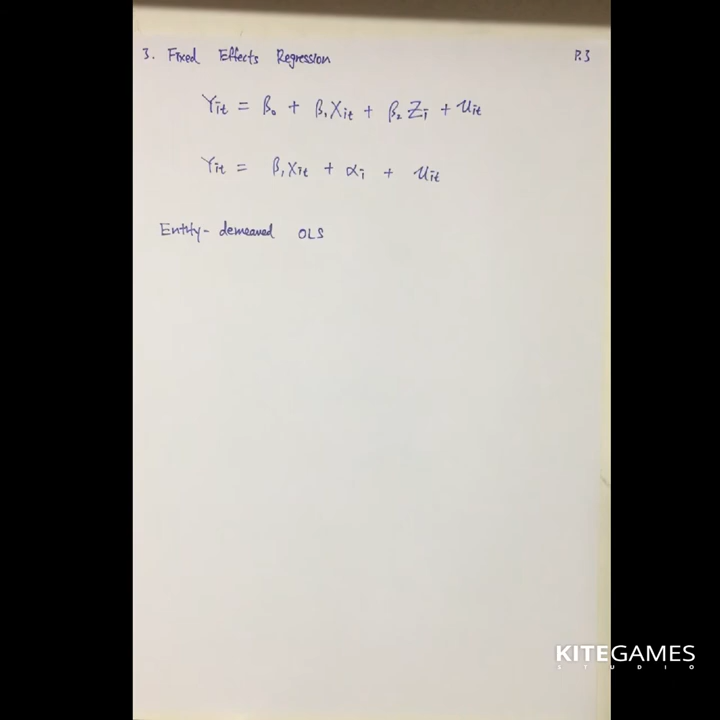 3. Fixed Effects Regression P.3
Yit = β0 + β1Xit + β2Zi + uit
Yit = β1Xit + αi + uit
Entity-demeaned OLS
KITEGAMES
STUDIO